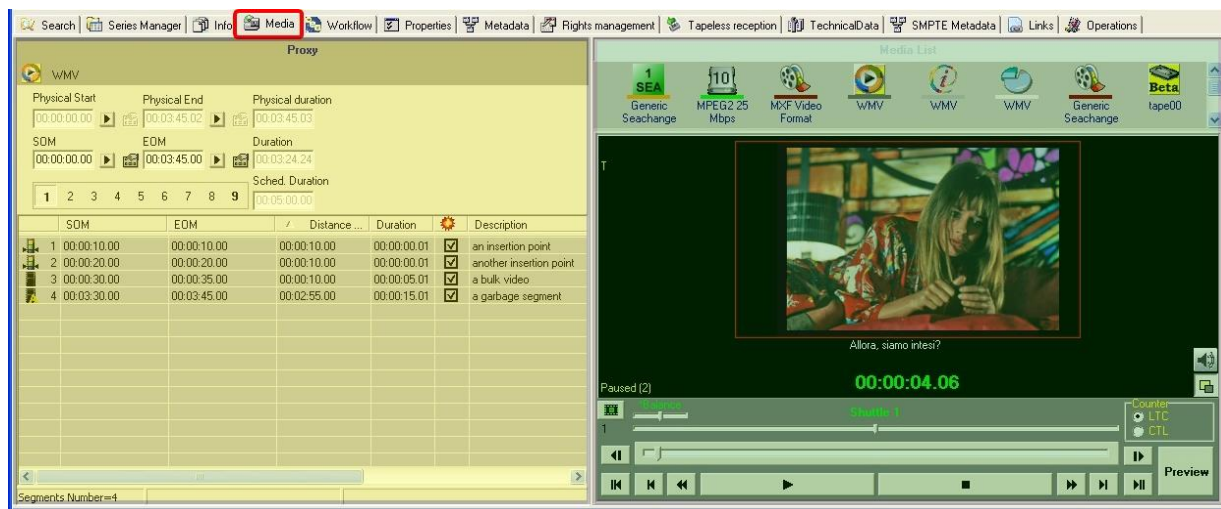 Search Series Manager Info Media Workflow Properties Metadata Rights management Tapeless reception TechnicalData SMPTE Metadata Links Operations
Proxy
WMV
Physical Start Physical End Physical duration
00:00:00.00 00:03:45.02 00:03:45.03
SOM EOM Duration
00:00:00.00 00:03:45.00 00:03:24.24
Sched. Duration
1 2 3 4 5 6 7 8 9 00:05:00.00
SOM EOM Distance ... Duration Description
1 00:00:10.00 00:00:10.00 00:00:10.00 00:00:00.01 an insertion point
2 00:00:20.00 00:00:20.00 00:00:10.00 00:00:00.01 another insertion point
3 00:00:30.00 00:00:35.00 00:00:10.00 00:00:05.01 a bulk video
4 00:03:30.00 00:03:45.00 00:02:55.00 00:00:15.01 a garbage segment
Segments Number=4
Media List
1 SEA 10 Beta
Generic Seachange
MPEG2 25 Mbps
MXF Video Format
WMV
WMV
WMV
Generic Seachange
tape00
T
Allora, siamo intesi?
Paused (2) 00:00:04.06
Balance Shuttle 1 Counter
1 LTC
CTL
Preview